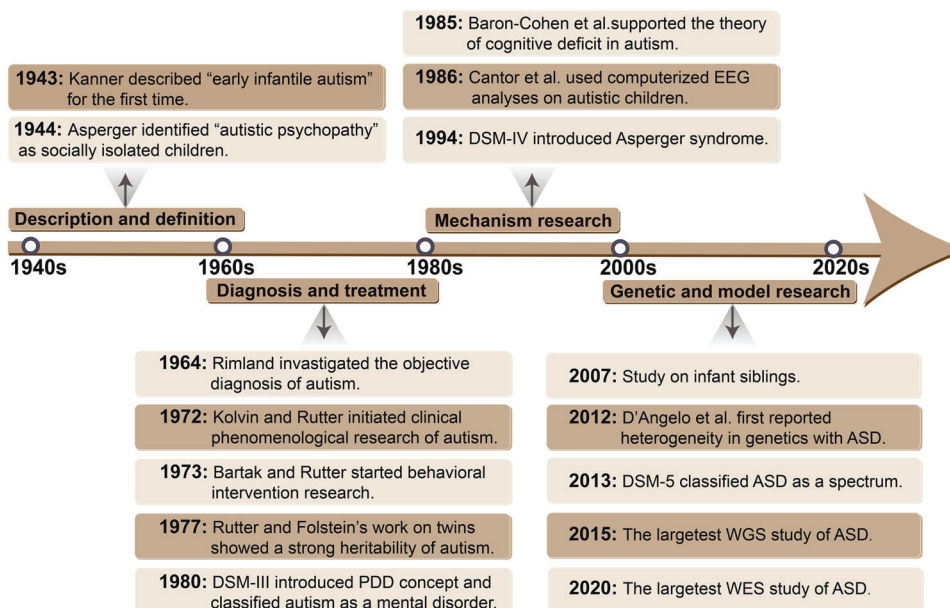 1985: Baron-Cohen et al.supported the theory
of cognitive deficit in autism.
1943: Kanner described “early infantile autism”
for the first time.
1986: Cantor et al. used computerized EEG
analyses on autistic children.
1944: Asperger identified “autistic psychopathy”
as socially isolated children.
1994: DSM-IV introduced Asperger syndrome.
Description and definition
Mechanism research
1940s
1960s
1980s
2000s
2020s
Diagnosis and treatment
Genetic and model research
1964: Rimland invastigated the objective
diagnosis of autism.
1972: Kolvin and Rutter initiated clinical
phenomenological research of autism.
1973: Bartak and Rutter started behavioral
intervention research.
1977: Rutter and Folstein’s work on twins
showed a strong heritability of autism.
1980: DSM-III introduced PDD concept and
classified autism as a mental disorder.
2007: Study on infant siblings.
2012: D’Angelo et al. first reported
heterogeneity in genetics with ASD.
2013: DSM-5 classified ASD as a spectrum.
2015: The largetest WGS study of ASD.
2020: The largetest WES study of ASD.